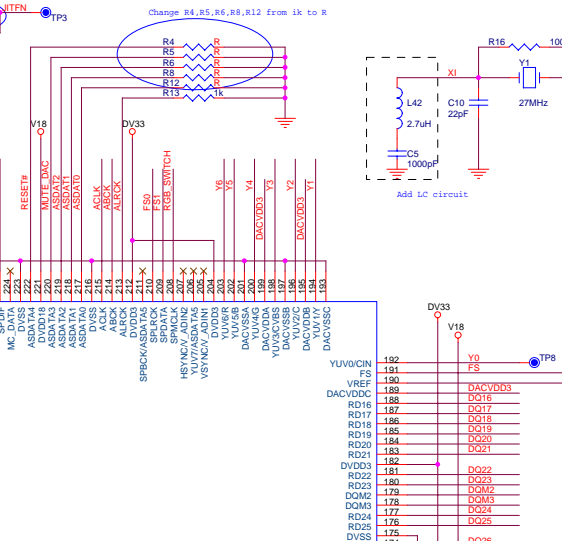 IITFN
TP3
Change R4,R5,R6,R8,R12 from ik to R
R4 R
R5 R
R6 R
R8 R
R12 R
R13 1k
R16 100
XI
Y1
27MHz
L42
2.7uH
C10
22pF
C5
1000pF
Add LC circuit
V18
DV33
RESET#
MUTE_DAC
ASDAT2
ASDAT1
ASDAT0
ACLK
ABCK
ALRCK
FS0
FS1
RGB_SWITCH
Y6
Y5
Y4
DACVDD3
Y3
Y2
DACVDD3
Y1
224 MC_DATA
223 DVSS
222 ASDATA4
221 DVDD18
220 ASDATA3
219 ASDATA2
218 ASDATA1
217 ASDATA0
216 DVSS
215 ACLK
214 ABCK
213 ALRCK
212 DVDD3
211 SPBCK/ASDATA5
210 SPLRCK
209 SPDATA
208 SPMCLK
207 HSYNC/V_ADIN2
206 YUV7/ASDATA5
205 VSYNC/V_ADIN1
204 DVDD3
203 YUV6/R
202 YUV5/B
201 DACVSSA
200 YUV4/G
199 DACVDDA
198 YUV3/CVBS
197 DACVSSB
196 YUV2/C
195 DACVDDB
194 YUV1/Y
193 DACVSSC
DV33
V18
YUV0/CIN 192 Y0 TP8
FS 191 FS
VREF 190
DACVDDC 189 DACVDD3
RD16 188 DQ16
RD17 187 DQ17
RD18 186 DQ18
RD19 185 DQ19
RD20 184 DQ20
RD21 183 DQ21
DVDD3 182
RD22 181 DQ22
RD23 180 DQ23
DQM2 179 DQM2
DQM3 178 DQM3
RD24 177 DQ24
RD25 176 DQ25
DVSS 175